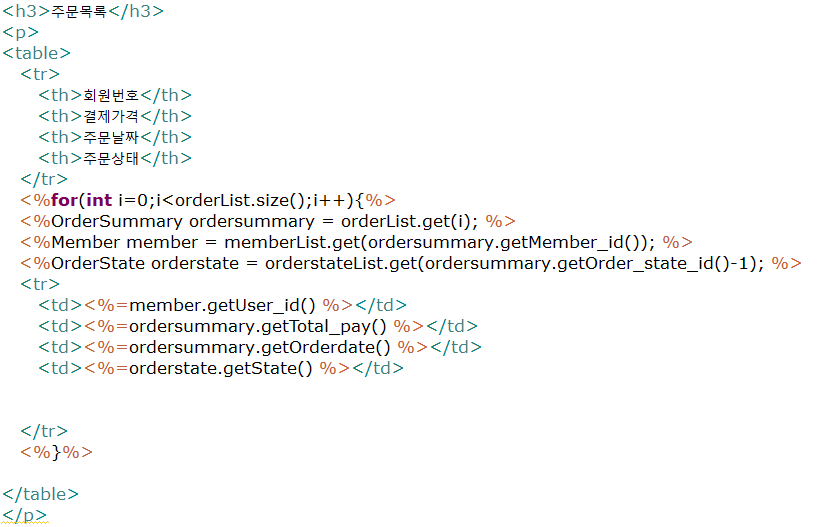 <h3>주문목록</h3>
<p>
<table>
<tr>
<th>회원번호</th>
<th>결제가격</th>
<th>주문날짜</th>
<th>주문상태</th>
</tr>
<%for(int i=0;i<orderList.size();i++){%>
<%OrderSummary ordersummary = orderList.get(i); %>
<%Member member = memberList.get(ordersummary.getMember_id()); %>
<%OrderState orderstate = orderstateList.get(ordersummary.getOrder_state_id()-1); %>
<tr>
<td><%=member.getUser_id() %></td>
<td><%=ordersummary.getTotal_pay() %></td>
<td><%=ordersummary.getOrderdate() %></td>
<td><%=orderstate.getState() %></td>
</tr>
<%}%>
</table>
</p>